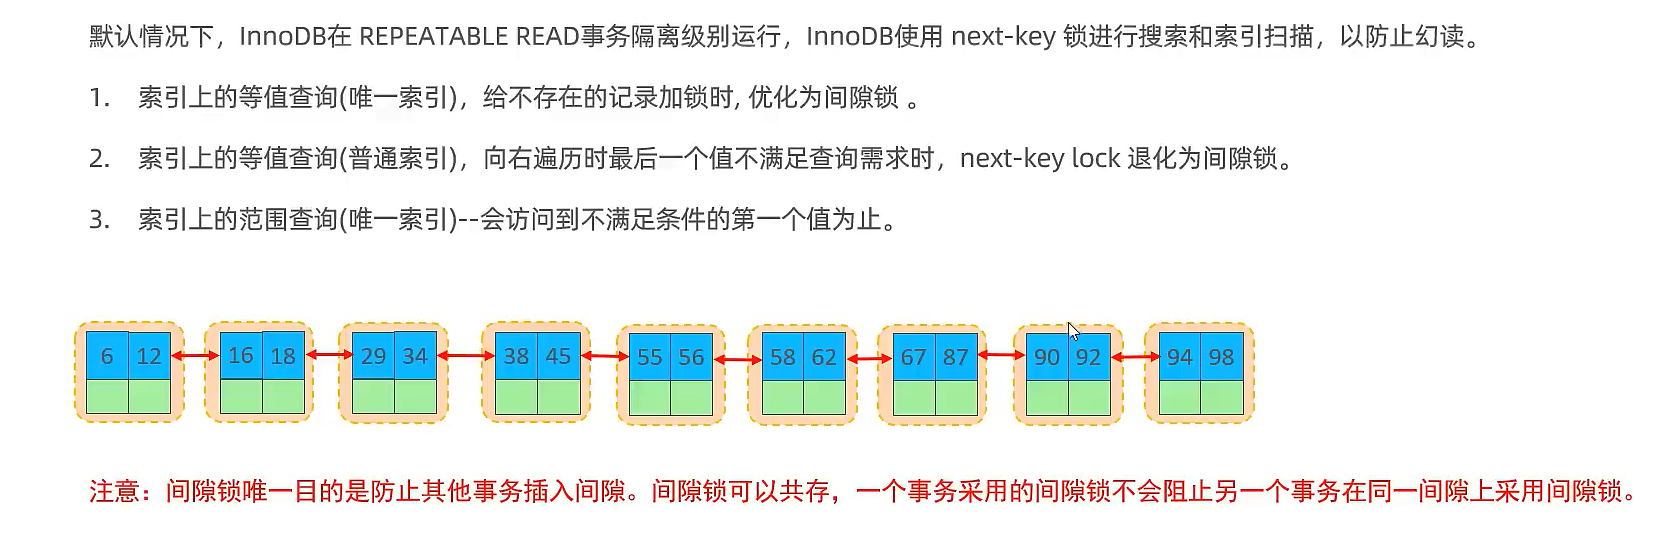 默认情况下，InnoDB在 REPEATABLE READ事务隔离级别运行，InnoDB使用 next-key 锁进行搜索和索引扫描，以防止幻读。
1. 索引上的等值查询(唯一索引)，给不存在的记录加锁时, 优化为间隙锁 。
2. 索引上的等值查询(普通索引)，向右遍历时最后一个值不满足查询需求时，next-key lock 退化为间隙锁。
3. 索引上的范围查询(唯一索引)--会访问到不满足条件的第一个值为止。
6 12 16 18 29 34 38 45 55 56 58 62 67 87 90 92 94 98
注意：间隙锁唯一目的是防止其他事务插入间隙。间隙锁可以共存，一个事务采用的间隙锁不会阻止另一个事务在同一间隙上采用间隙锁。